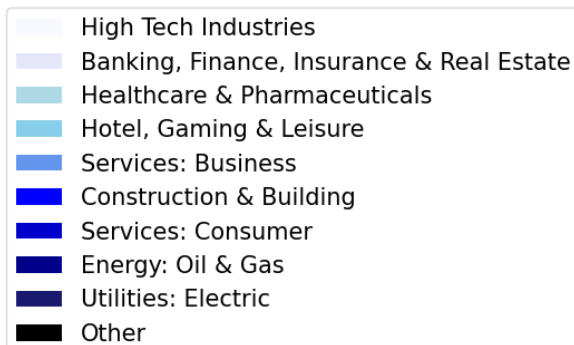 High Tech Industries
Banking, Finance, Insurance & Real Estate
Healthcare & Pharmaceuticals
Hotel, Gaming & Leisure
Services: Business
Construction & Building
Services: Consumer
Energy: Oil & Gas
Utilities: Electric
Other